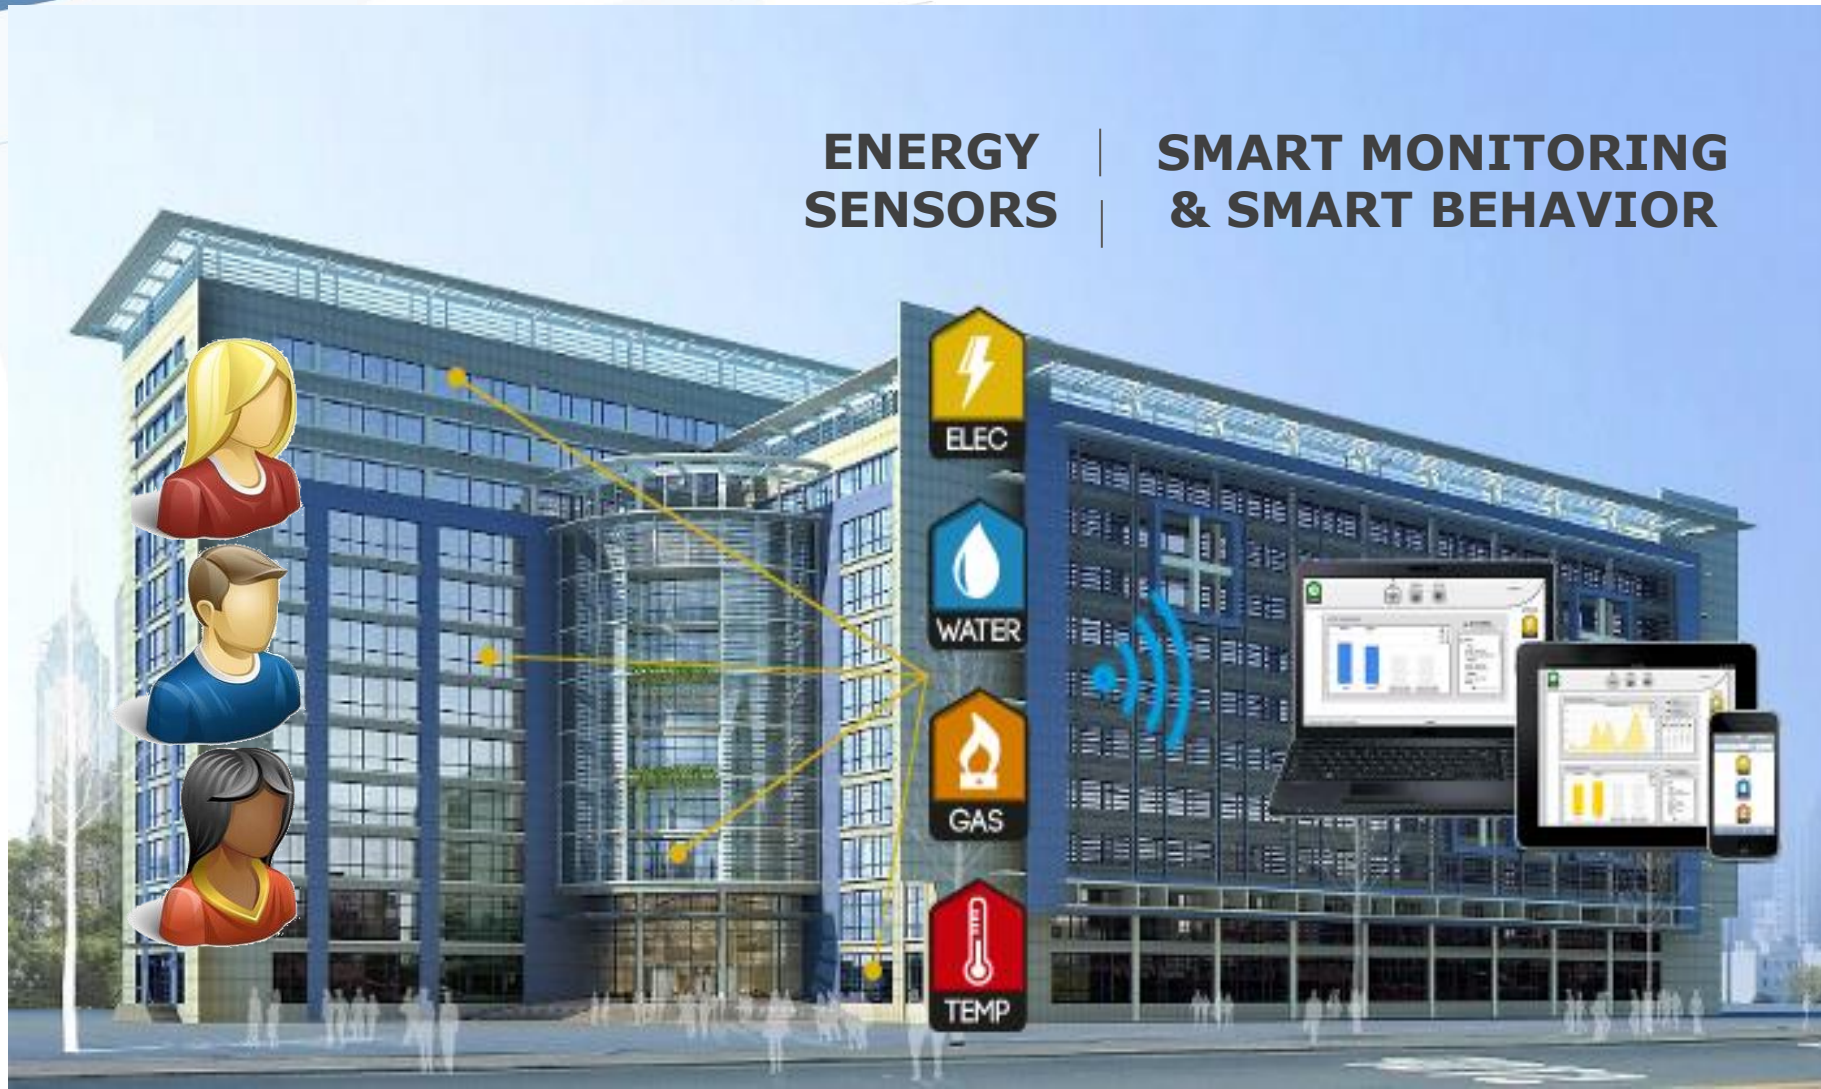 ENERGY
SENSORS
SMART MONITORING
& SMART BEHAVIOR
ELEC
WATER
GAS
TEMP